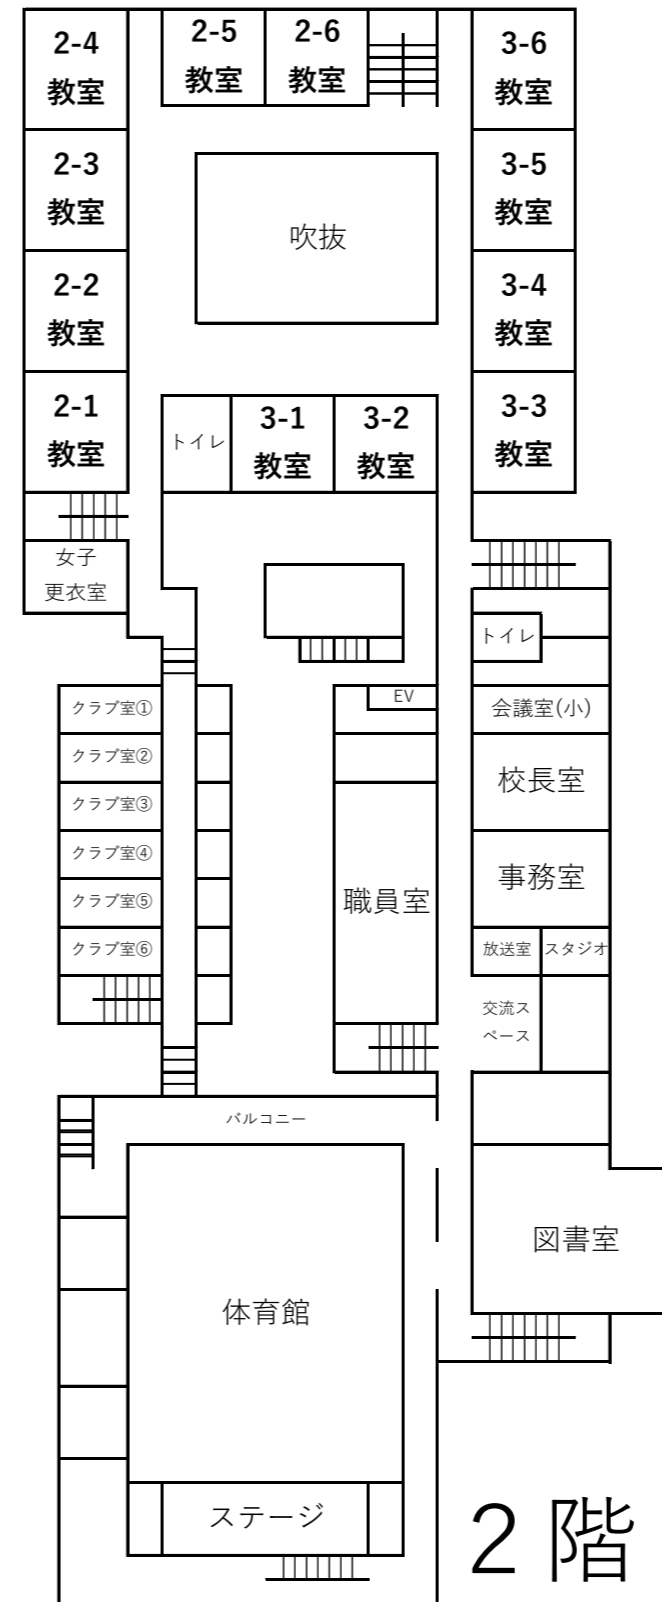 2-4
教室
2-5
教室
2-6
教室
3-6
教室
2-3
教室
吹抜
3-5
教室
2-2
教室
3-4
教室
2-1
教室
トイレ
3-1
教室
3-2
教室
3-3
教室
女子
更衣室
トイレ
クラブ室①
EV
会議室(小)
クラブ室②
校長室
クラブ室③
クラブ室④
事務室
クラブ室⑤
職員室
クラブ室⑥
放送室
スタジオ
交流ス
ペース
バルコニー
図書室
体育館
ステージ
2階